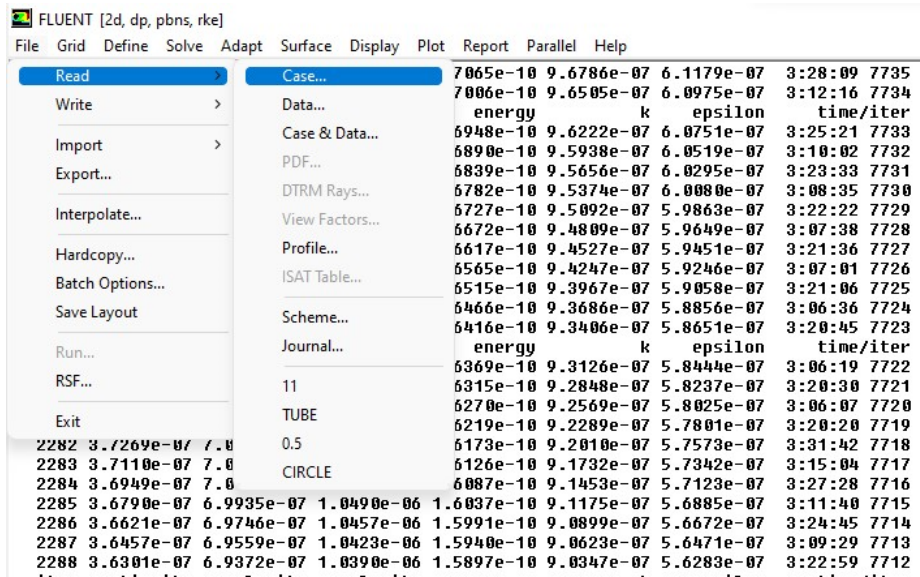 FLUENT [2d, dp, pbns, rke]
File Grid Define Solve Adapt Surface Display Plot Report Parallel Help
Read >
Write >
Import >
Export...
Interpolate...
Hardcopy...
Batch Options...
Save Layout
Run...
RSF...
Exit
Case...
Data...
Case & Data...
PDF...
DTRM Rays...
View Factors...
Profile...
ISAT Table...
Scheme...
Journal...
11
TUBE
0.5
CIRCLE
7065e-10 9.6786e-07 6.1179e-07 3:28:09 7735
7006e-10 9.6505e-07 6.0975e-07 3:12:16 7734
energy k epsilon time/iter
6948e-10 9.6222e-07 6.0751e-07 3:25:21 7733
6890e-10 9.5938e-07 6.0519e-07 3:10:02 7732
6839e-10 9.5656e-07 6.0295e-07 3:23:33 7731
6782e-10 9.5374e-07 6.0080e-07 3:08:35 7730
6727e-10 9.5092e-07 5.9863e-07 3:22:22 7729
6672e-10 9.4809e-07 5.9649e-07 3:07:38 7728
6617e-10 9.4527e-07 5.9451e-07 3:21:36 7727
6565e-10 9.4247e-07 5.9246e-07 3:07:01 7726
6515e-10 9.3967e-07 5.9058e-07 3:21:06 7725
6466e-10 9.3686e-07 5.8856e-07 3:06:36 7724
6416e-10 9.3406e-07 5.8651e-07 3:20:45 7723
energy k epsilon time/iter
6369e-10 9.3126e-07 5.8444e-07 3:06:19 7722
6315e-10 9.2848e-07 5.8237e-07 3:20:30 7721
6270e-10 9.2569e-07 5.8025e-07 3:06:07 7720
6219e-10 9.2289e-07 5.7801e-07 3:20:20 7719
2282 3.7269e-07 7.0 6173e-10 9.2010e-07 5.7573e-07 3:31:42 7718
2283 3.7110e-07 7.0 6126e-10 9.1732e-07 5.7342e-07 3:15:04 7717
2284 3.6949e-07 7.0 6087e-10 9.1453e-07 5.7123e-07 3:27:28 7716
2285 3.6790e-07 6.9935e-07 1.0490e-06 1.6037e-10 9.1175e-07 5.6885e-07 3:11:40 7715
2286 3.6621e-07 6.9746e-07 1.0457e-06 1.5991e-10 9.0899e-07 5.6672e-07 3:24:45 7714
2287 3.6457e-07 6.9559e-07 1.0423e-06 1.5940e-10 9.0623e-07 5.6471e-07 3:09:29 7713
2288 3.6301e-07 6.9372e-07 1.0390e-06 1.5897e-10 9.0347e-07 5.6283e-07 3:22:59 7712